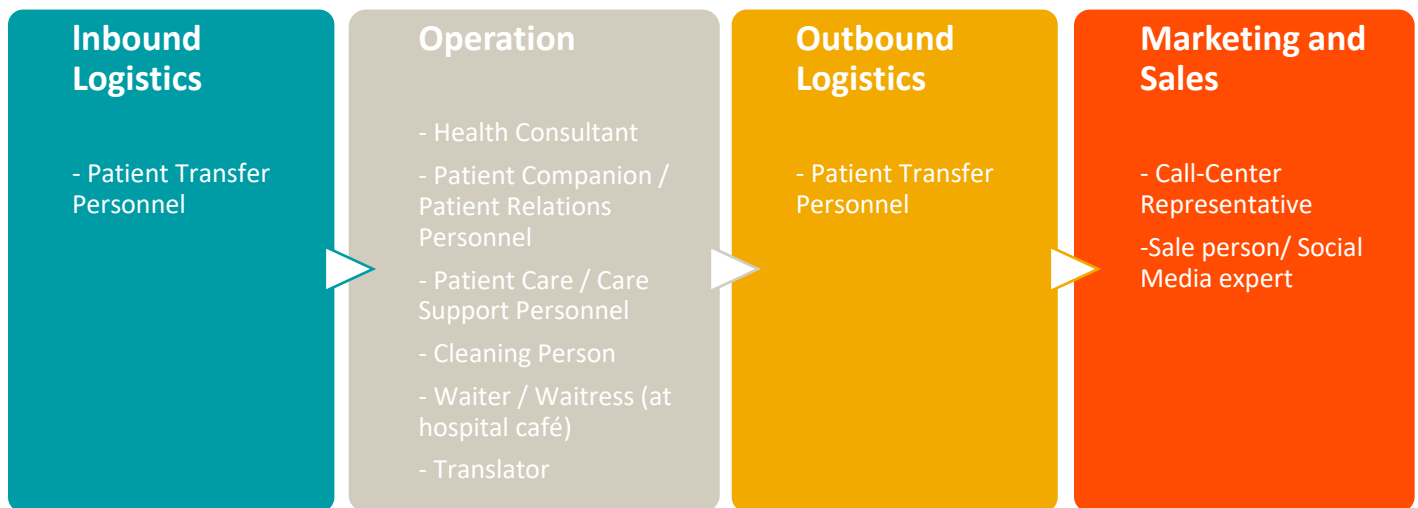 Inbound
Logistics
- Patient Transfer
Personnel
Operation
- Health Consultant
- Patient Companion /
Patient Relations
Personnel
- Patient Care / Care
Support Personnel
- Cleaning Person
- Waiter / Waitress (at
hospital café)
- Translator
Outbound
Logistics
- Patient Transfer
Personnel
Marketing and
Sales
- Call-Center
Representative
-Sale person/ Social
Media expert